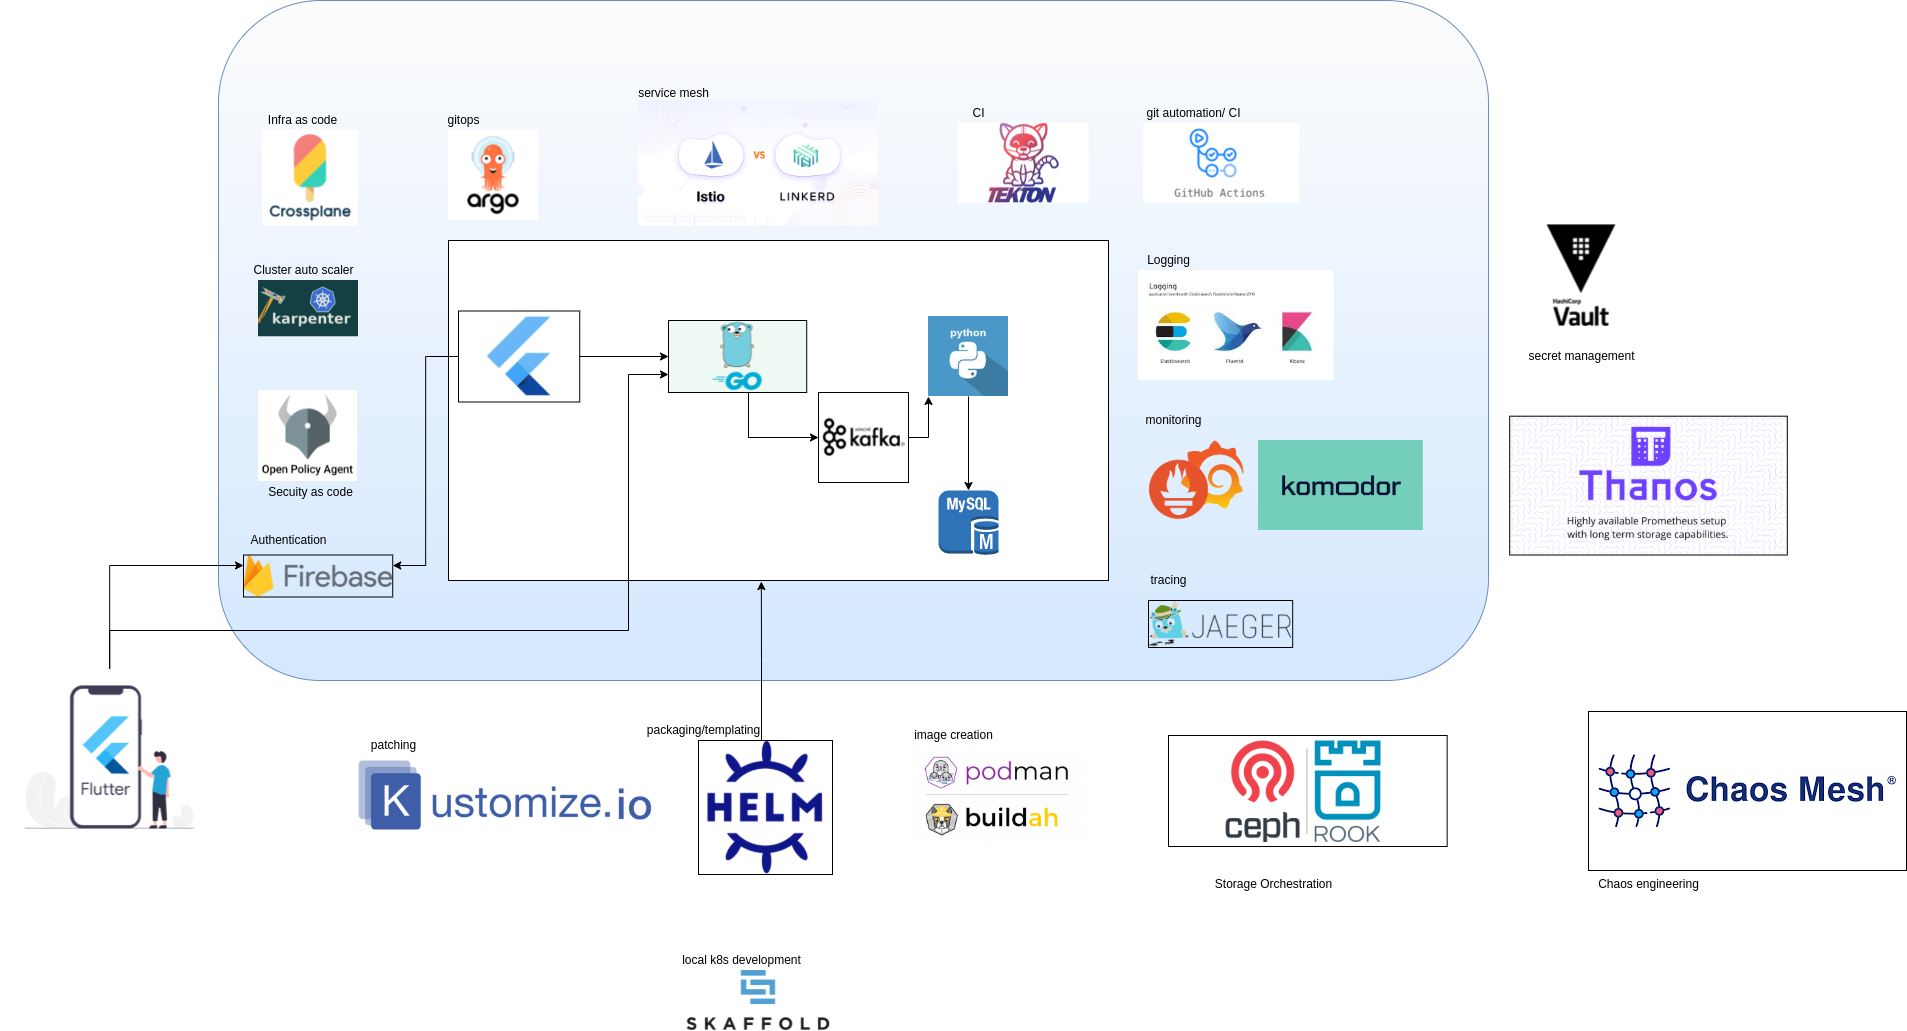 service mesh
Infra as code
gitops
CI
git automation/ CI
Crossplane
argo
Istio
vs
LINKERD
TEKTON
GitHub Actions
Cluster auto scaler
karpenter
Logging
Logging
Elasticsearch
Fluentd
Kibana
HashiCorp
Vault
secret management
GO
python
APACHE
kafka®
MySQL
M
Open Policy Agent
Secuity as code
monitoring
komodor
Thanos
Highly available Prometheus setup
with long term storage capabilities.
Authentication
Firebase
tracing
JAEGER
Flutter
patching
K
ustomize.io
packaging/templating
HELM
image creation
podman
buildah
ceph
ROOK
Storage Orchestration
Chaos Mesh®
Chaos engineering
local k8s development
SKAFFOLD